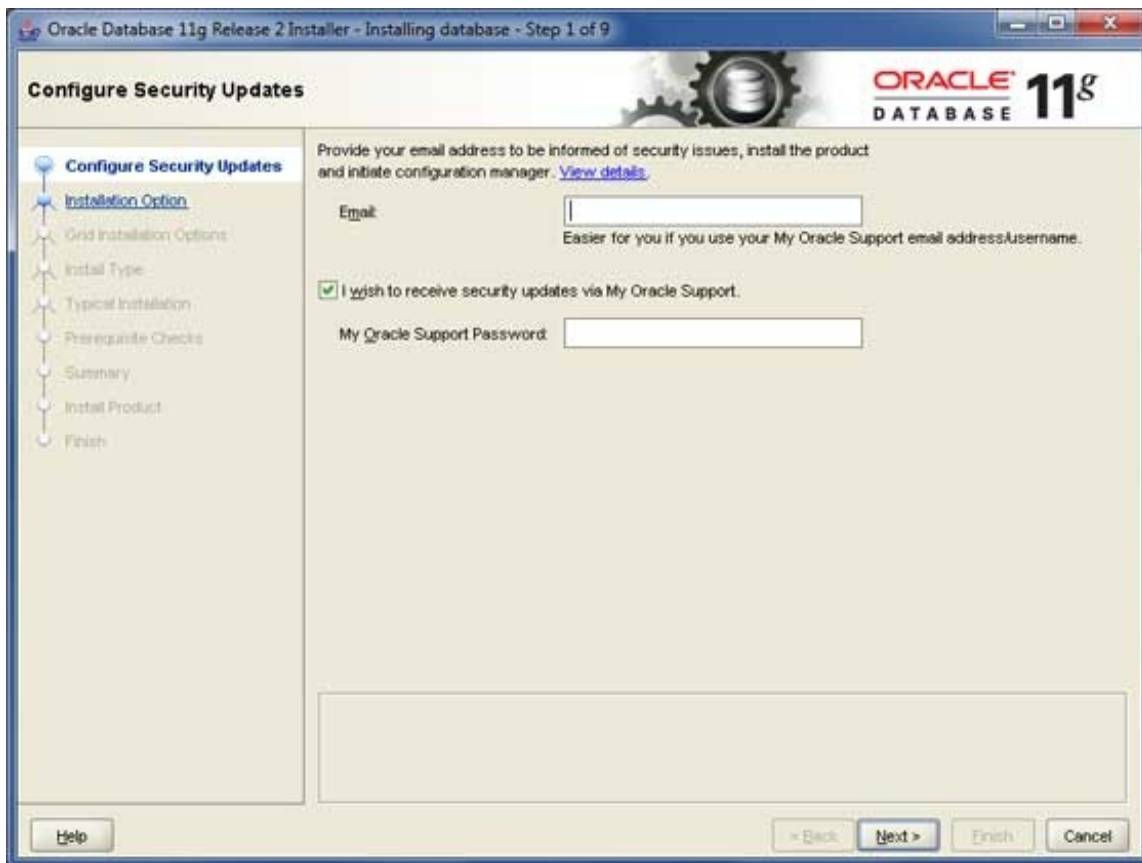 Oracle Database 11g Release 2 Installer - Installing database - Step 1 of 9
Configure Security Updates
ORACLE
DATABASE
11g
Configure Security Updates
Installation Option
Grid Installation Options
Install Type
Typical Installation
Prerequisite Checks
Summary
Install Product
Finish
Provide your email address to be informed of security issues, install the product
and initiate configuration manager. View details.
Email:
Easier for you if you use your My Oracle Support email address/username.
I wish to receive security updates via My Oracle Support.
My Oracle Support Password:
Help
< Back
Next >
Finish
Cancel